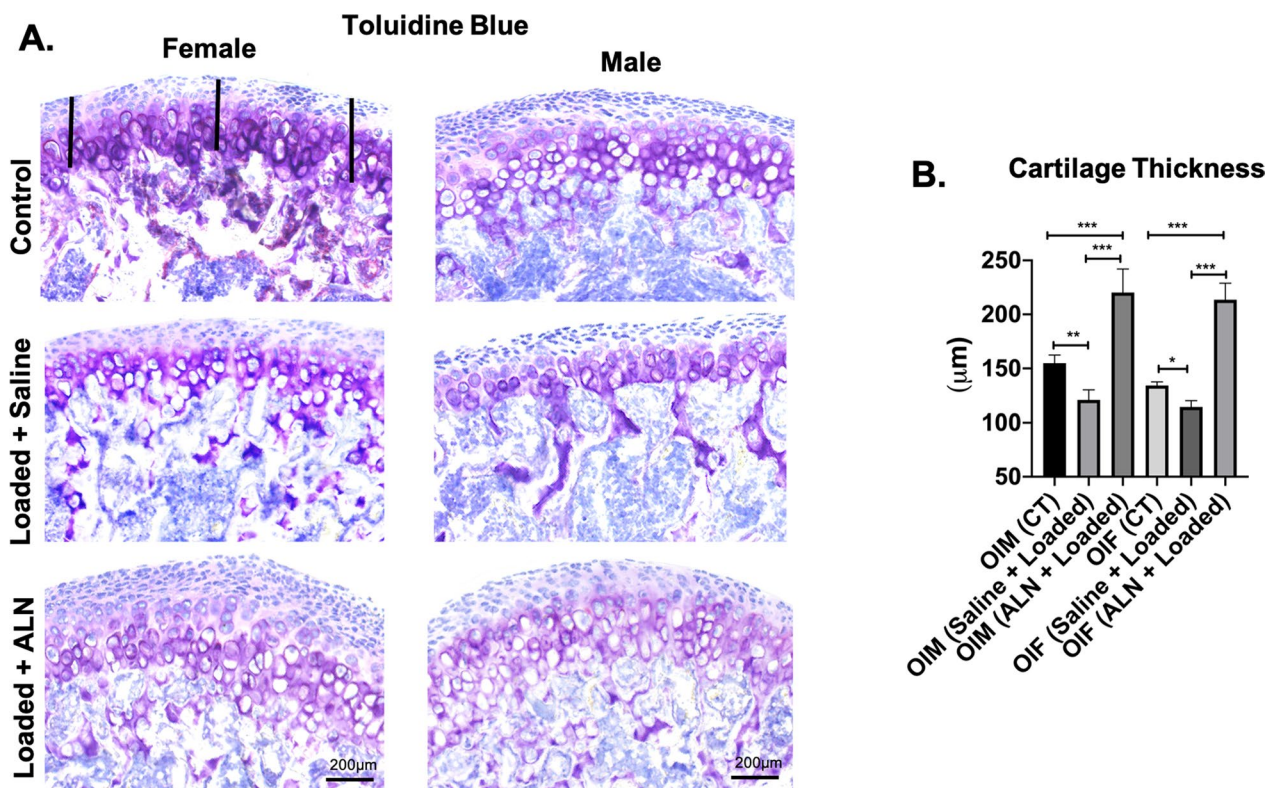 A.
Toluidine Blue
Female
Male
Control
Loaded + Saline
Loaded + ALN
200µm
200µm
B.
Cartilage Thickness
***
***
***
***
**
*
(µm)
250
200
150
100
50
OIM (CT)
OIM (Saline + Loaded)
OIM (ALN + Loaded)
OIF (CT)
OIF (Saline + Loaded)
OIF (ALN + Loaded)